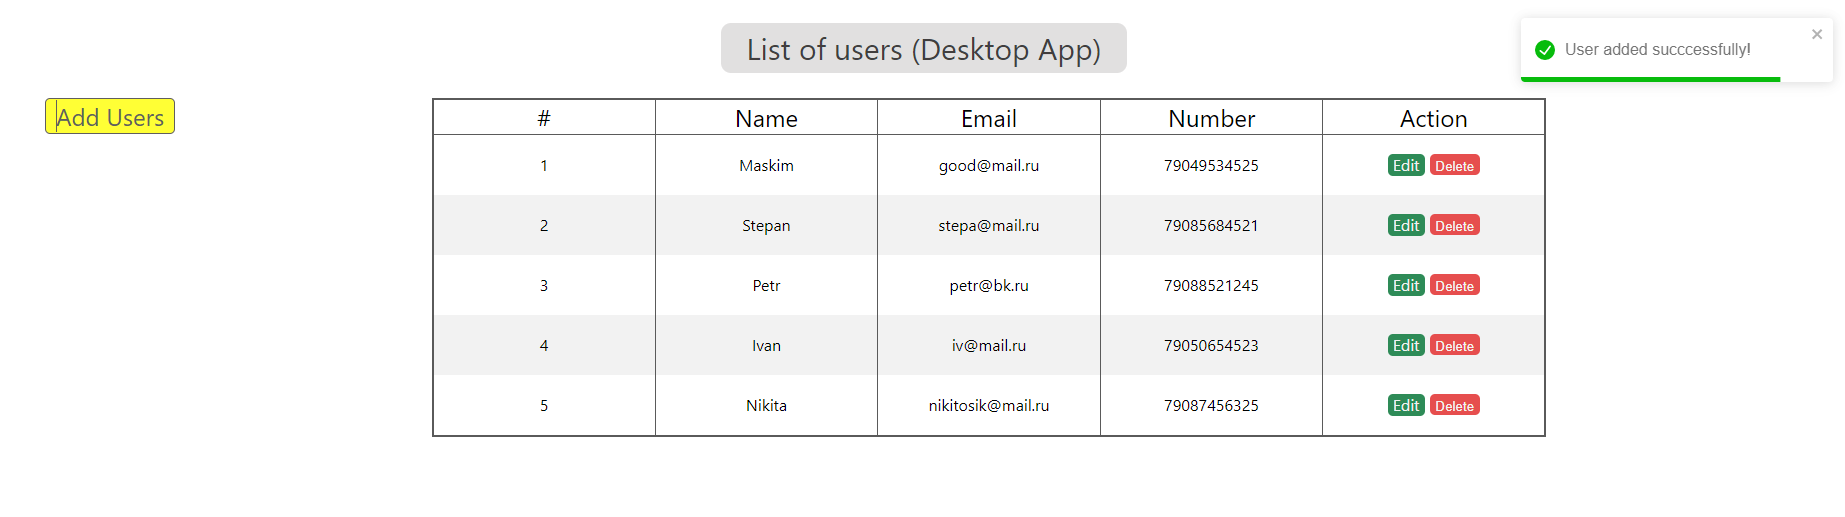 List of users (Desktop App)
User added succcessfully!
Add Users
# Name Email Number Action
1 Maskim good@mail.ru 79049534525 Edit Delete
2 Stepan stepa@mail.ru 79085684521 Edit Delete
3 Petr petr@bk.ru 79088521245 Edit Delete
4 Ivan iv@mail.ru 79050654523 Edit Delete
5 Nikita nikitosik@mail.ru 79087456325 Edit Delete